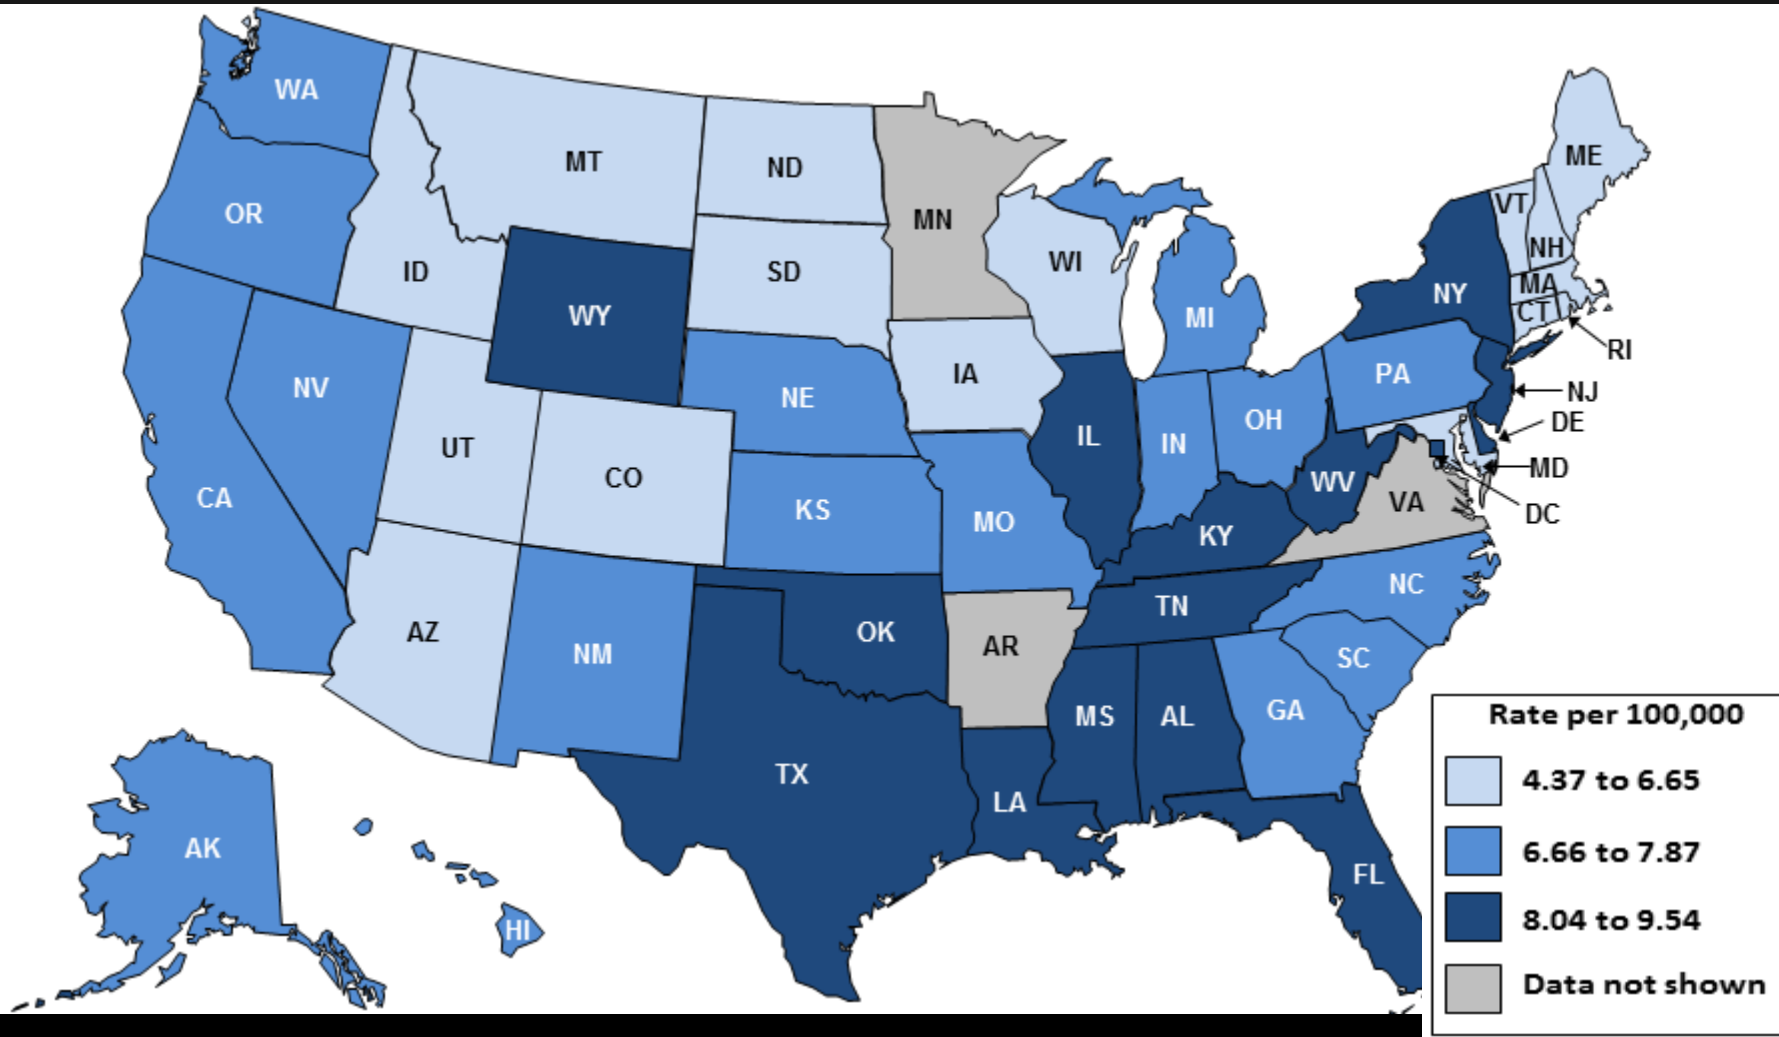 WA
MT
ND
MN
ME
VT
NH
OR
ID
SD
WI
MA
CT
NY
MI
WY
RI
NV
NE
IA
PA
NJ
UT
CO
IL
IN
OH
DE
MD
WV
CA
KS
MO
VA
DC
KY
AZ
NM
OK
AR
TN
NC
SC
TX
LA
MS
AL
GA
FL
AK
HI
Rate per 100,000
4.37 to 6.65
6.66 to 7.87
8.04 to 9.54
Data not shown